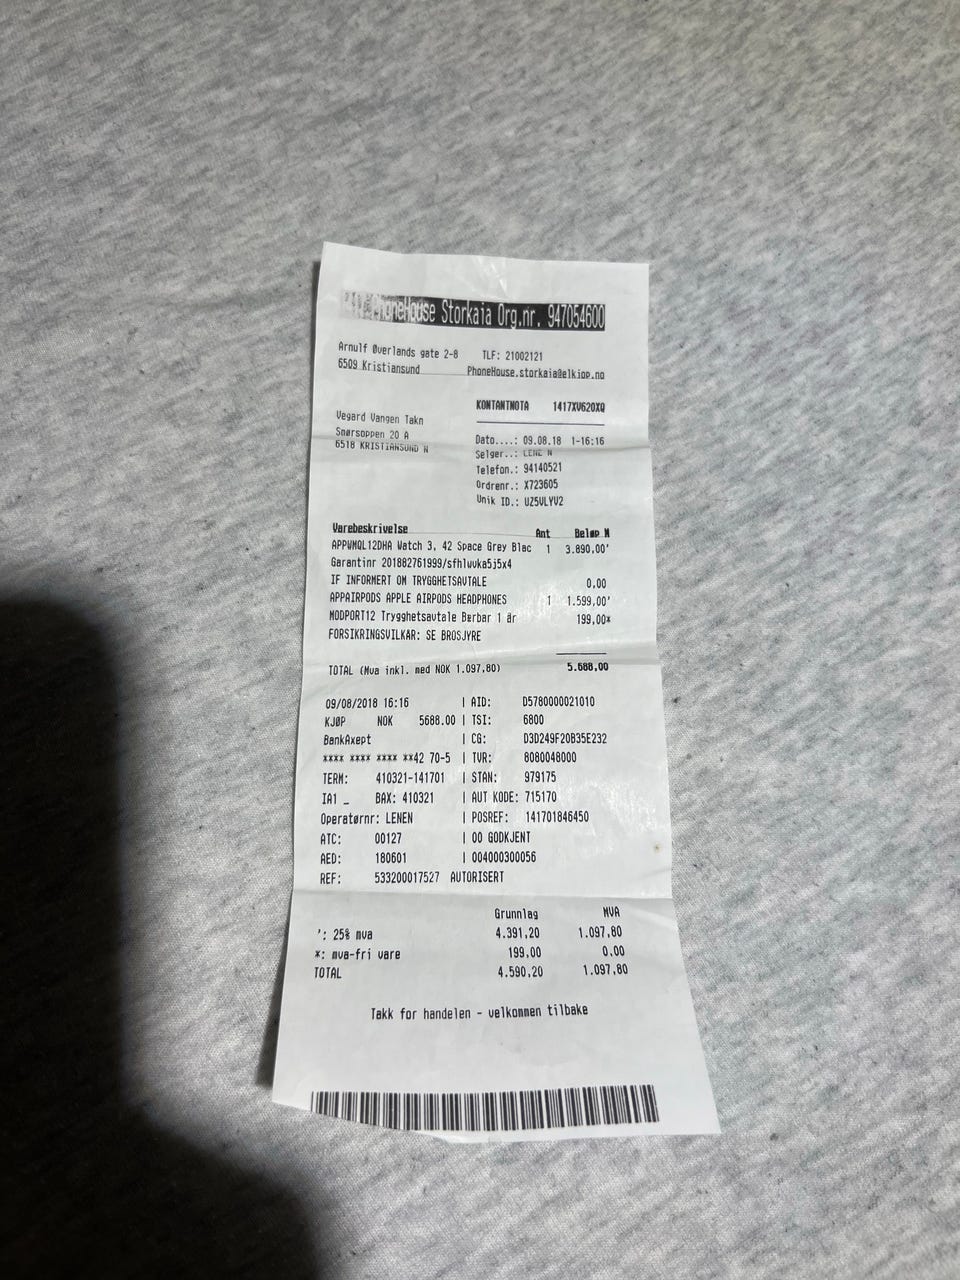 PhoneHouse Storkaia Org.nr. 947054600
Arnulf Øverlands gate 2-8 TLF: 21002121
6509 Kristiansund PhoneHouse.storkaia@elkjop.no
KONTANTNOTA 1417XV620XQ
Vegard Vangen Takn
Snørsoppen 20 A
6518 KRISTIANSUND N
Dato....: 09.08.18 1-16:16
Selger..: LENE N
Telefon.: 94140521
Ordrenr.: X723605
Unik ID.: UZ5VLYV2
Varebeskrivelse Ant Beløp M
APPWMQL12DHA Watch 3, 42 Space Grey Blac 1 3.890,00'
Garantinr 201882761999/sfhlwvka5j5x4
IF INFORMERT OM TRYGGHETSAVTALE 0,00
APPAIRPODS APPLE AIRPODS HEADPHONES 1 1.599,00'
MODPORT12 Trygghetsavtale Bærbar 1 år 199,00*
FORSIKRINGSVILKÅR: SE BROSJYRE
TOTAL (Mva inkl. med NOK 1.097,80) 5.688,00
09/08/2018 16:16 | AID: D5780000021010
KJØP NOK 5688.00 | TSI: 6800
BankAxept | CG: D3D249F20B35E232
**** **** **** **42 70-5 | TVR: 8080048000
TERM: 410321-141701 | STAN: 979175
IA1 _ BAX: 410321 | AUT KODE: 715170
Operatørnr: LENEN | POSREF: 141701846450
ATC: 00127 | 00 GODKJENT
AED: 180601 | 004000300056
REF: 533200017527 AUTORISERT
Grunnlag MVA
': 25% mva 4.391,20 1.097,80
*: mva-fri vare 199,00 0,00
TOTAL 4.590,20 1.097,80
Takk for handelen - velkommen tilbake